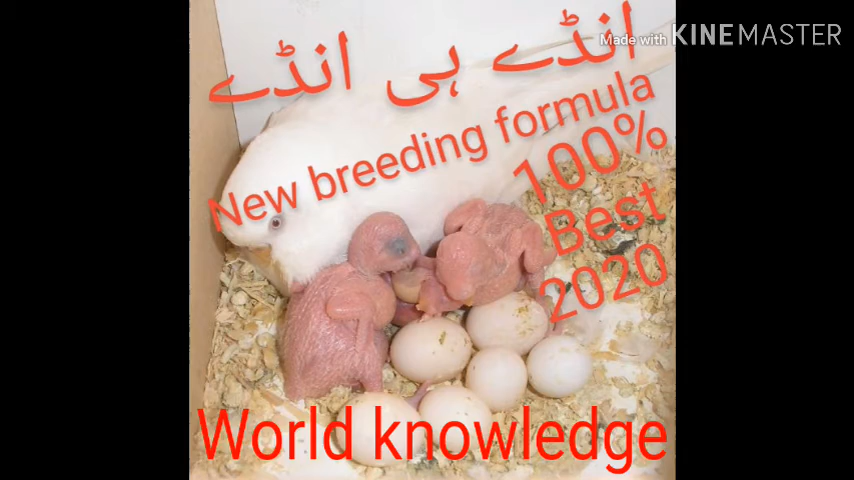 Made with KINEMASTER
انڈے ہی انڈے
New breeding formula
100%
Best
2020
World knowledge